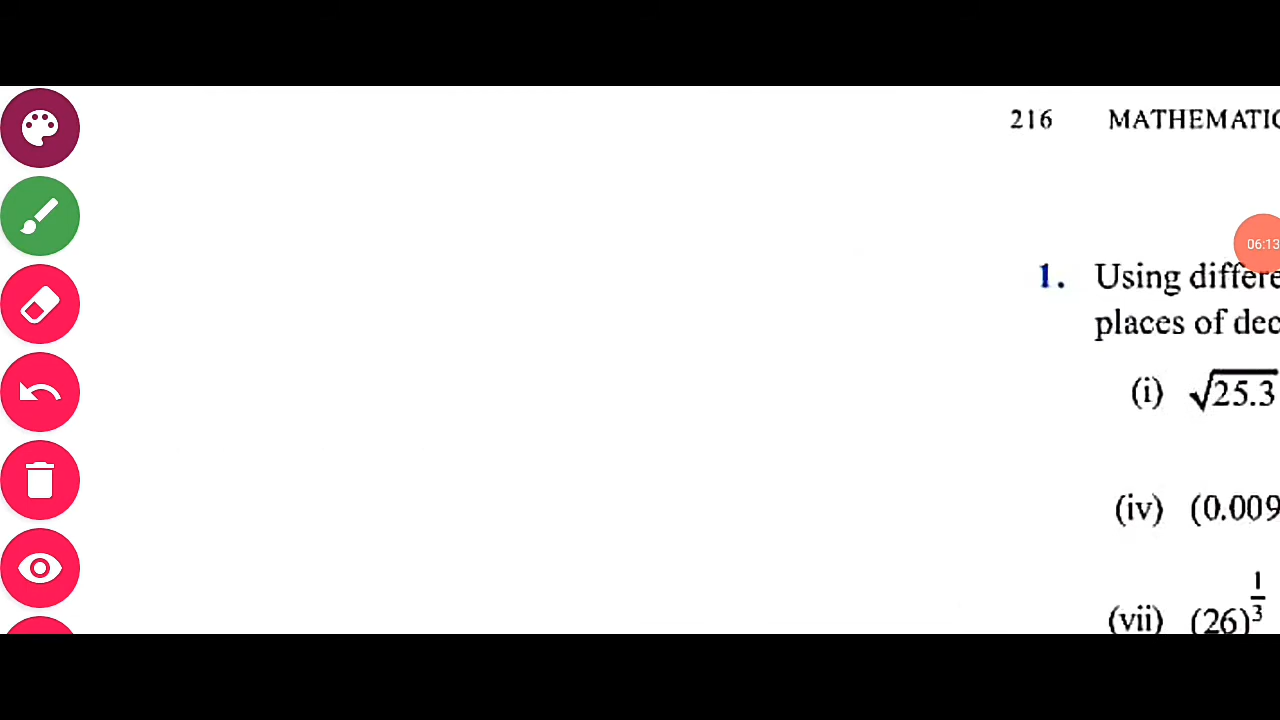 216 MATHEMATIC
06:13
1. Using differe
places of dec
(i) √25.3
(iv) (0.009
(vii) (26)^1/3